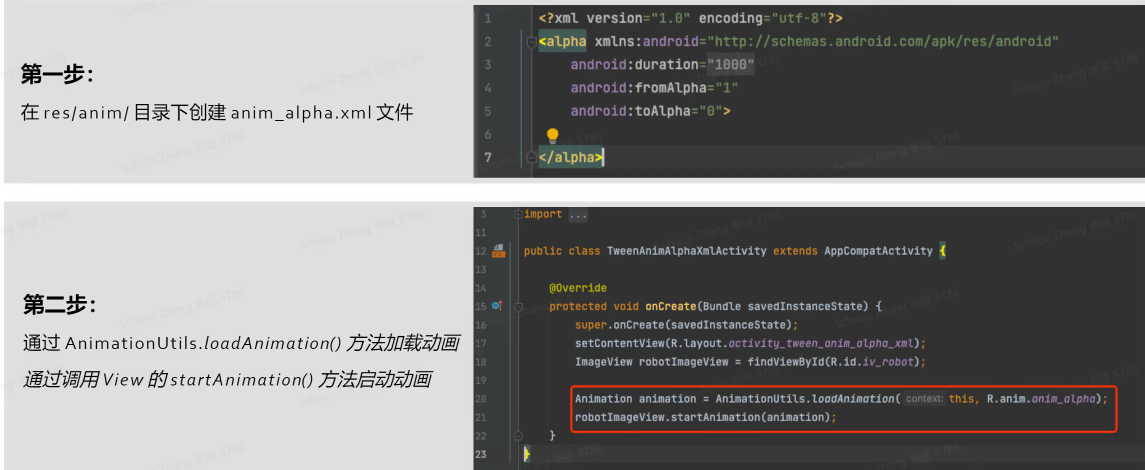 第一步：
在 res/anim/ 目录下创建 anim_alpha.xml 文件
1 <?xml version="1.0" encoding="utf-8"?>
2 <alpha xmlns:android="http://schemas.android.com/apk/res/android"
3 android:duration="1000"
4 android:fromAlpha="1"
5 android:toAlpha="0">
6
7 </alpha>
第二步：
通过 AnimationUtils.loadAnimation() 方法加载动画
通过调用 View 的 startAnimation() 方法启动动画
3 import ...
11
12 public class TweenAnimAlphaXmlActivity extends AppCompatActivity {
13
14 @Override
15 protected void onCreate(Bundle savedInstanceState) {
16 super.onCreate(savedInstanceState);
17 setContentView(R.layout.activity_tween_anim_alpha_xml);
18 ImageView robotImageView = findViewById(R.id.iv_robot);
19
20 Animation animation = AnimationUtils.loadAnimation( context: this, R.anim.anim_alpha);
21 robotImageView.startAnimation(animation);
22 }
23 }